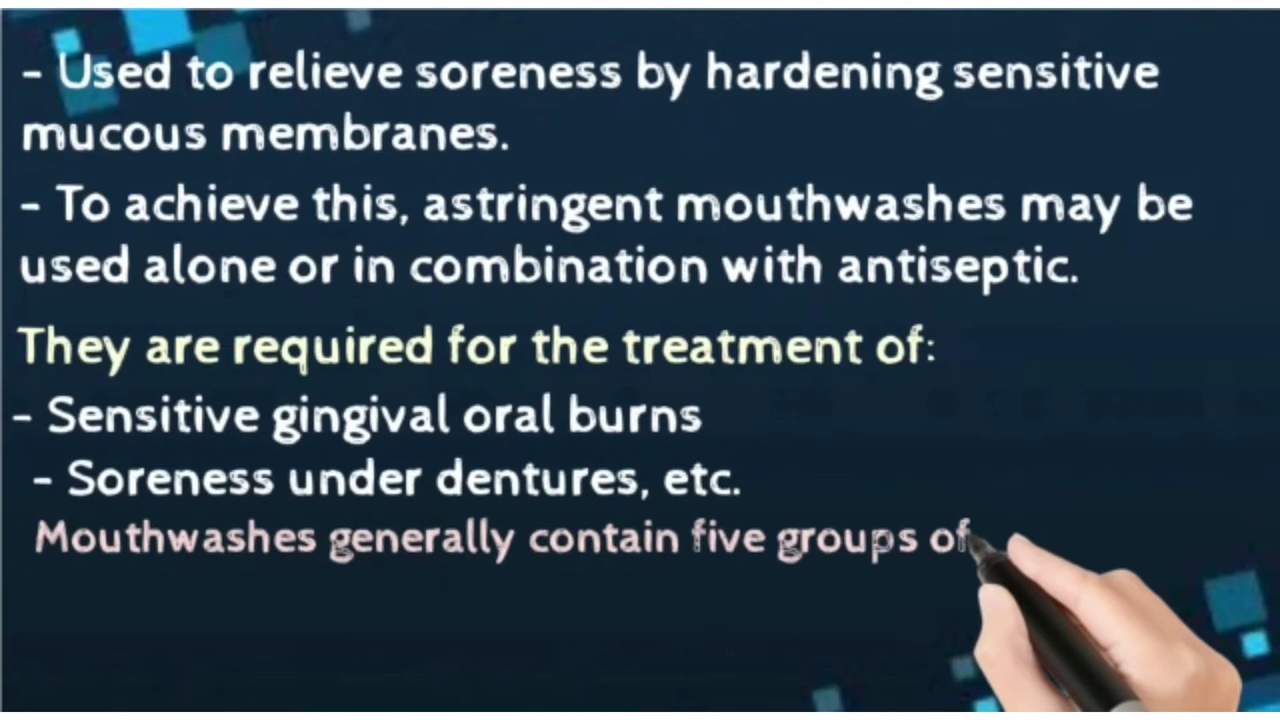 - Used to relieve soreness by hardening sensitive
mucous membranes.
- To achieve this, astringent mouthwashes may be
used alone or in combination with antiseptic.
They are required for the treatment of:
- Sensitive gingival oral burns
- Soreness under dentures, etc.
Mouthwashes generally contain five groups of